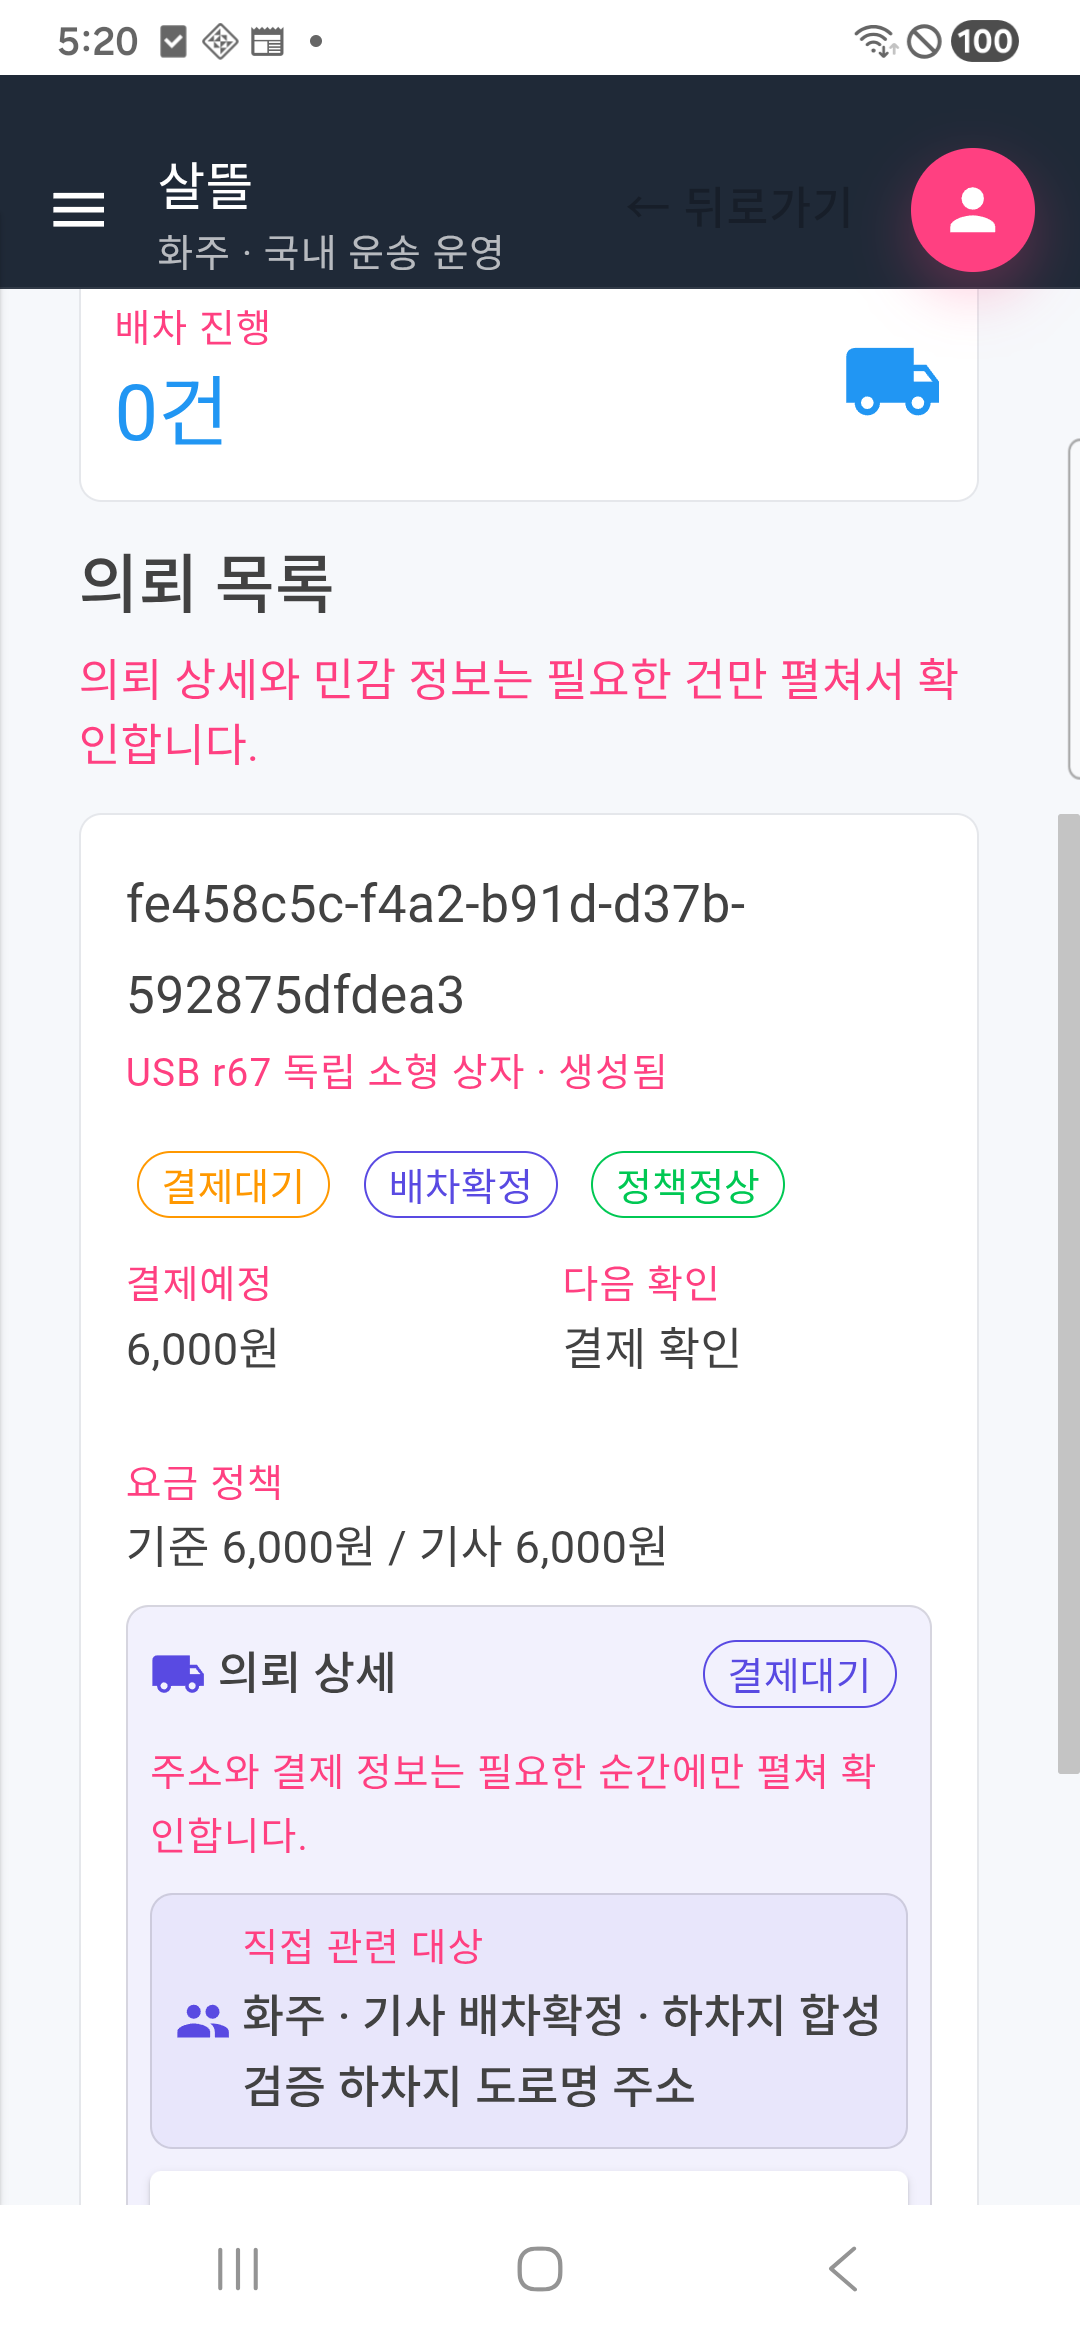 5:20
100
살뜰
화주 · 국내 운송 운영
← 뒤로가기
배차 진행
0건
의뢰 목록
의뢰 상세와 민감 정보는 필요한 건만 펼쳐서 확
인합니다.
fe458c5c-f4a2-b91d-d37b-
592875dfdea3
USB r67 독립 소형 상자 · 생성됨
결제대기 배차확정 정책정상
결제예정 다음 확인
6,000원 결제 확인
요금 정책
기준 6,000원 / 기사 6,000원
의뢰 상세 결제대기
주소와 결제 정보는 필요한 순간에만 펼쳐 확
인합니다.
직접 관련 대상
화주 · 기사 배차확정 · 하차지 합성
검증 하차지 도로명 주소